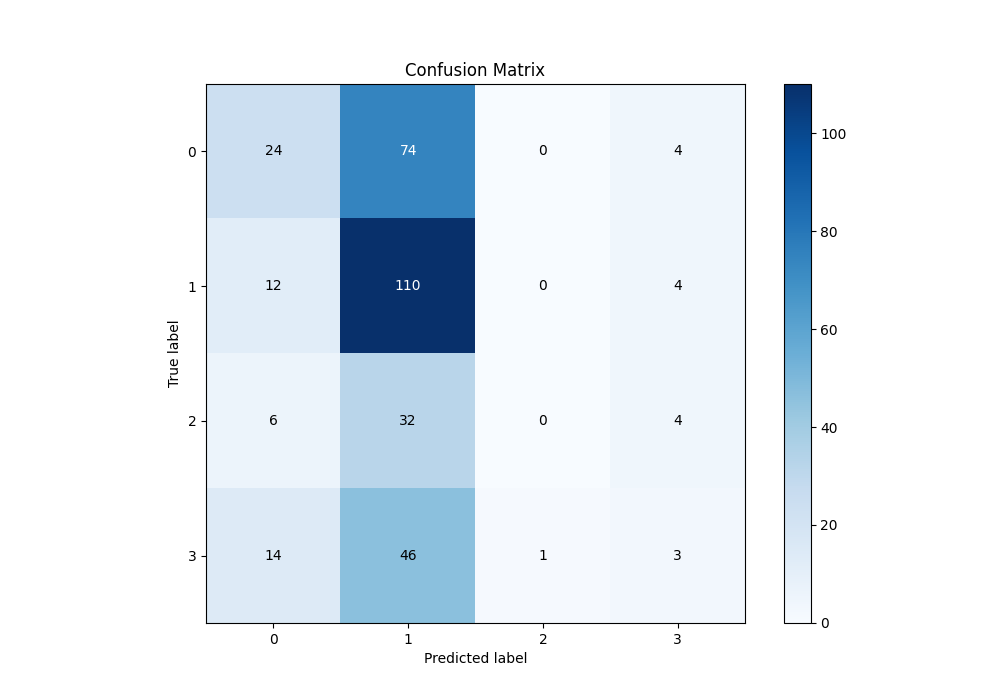 Confusion Matrix
0 24 74 0 4
1 12 110 0 4
2 6 32 0 4
3 14 46 1 3
0 1 2 3
Predicted label
True label
100
80
60
40
20
0